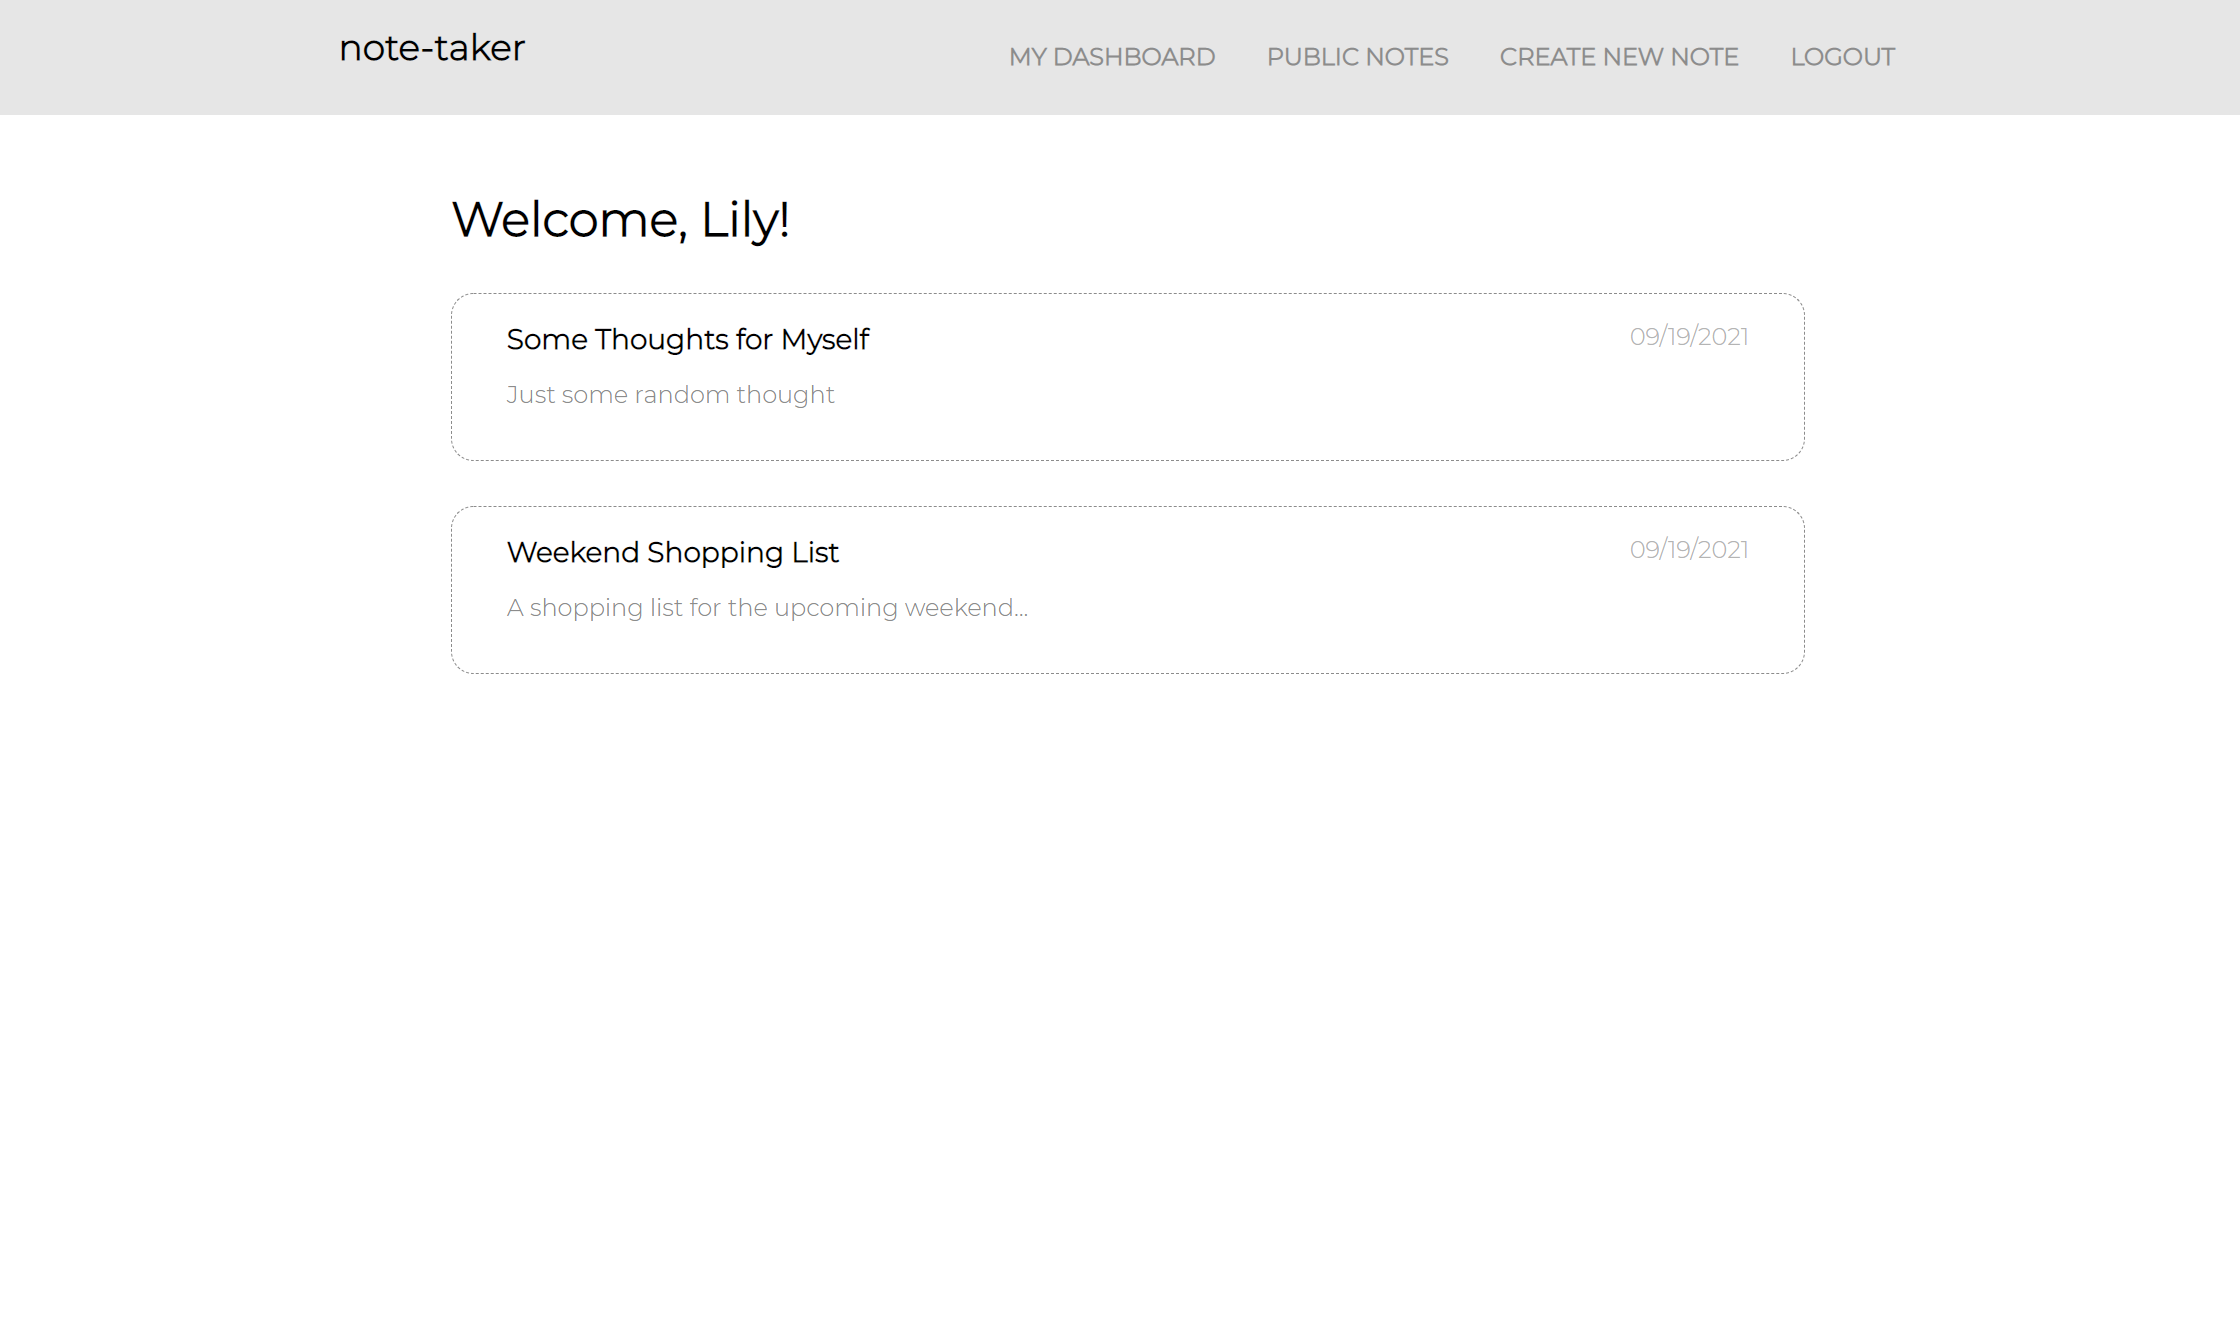 note-taker
MY DASHBOARD PUBLIC NOTES CREATE NEW NOTE LOGOUT
Welcome, Lily!
Some Thoughts for Myself 09/19/2021
Just some random thought
Weekend Shopping List 09/19/2021
A shopping list for the upcoming weekend...